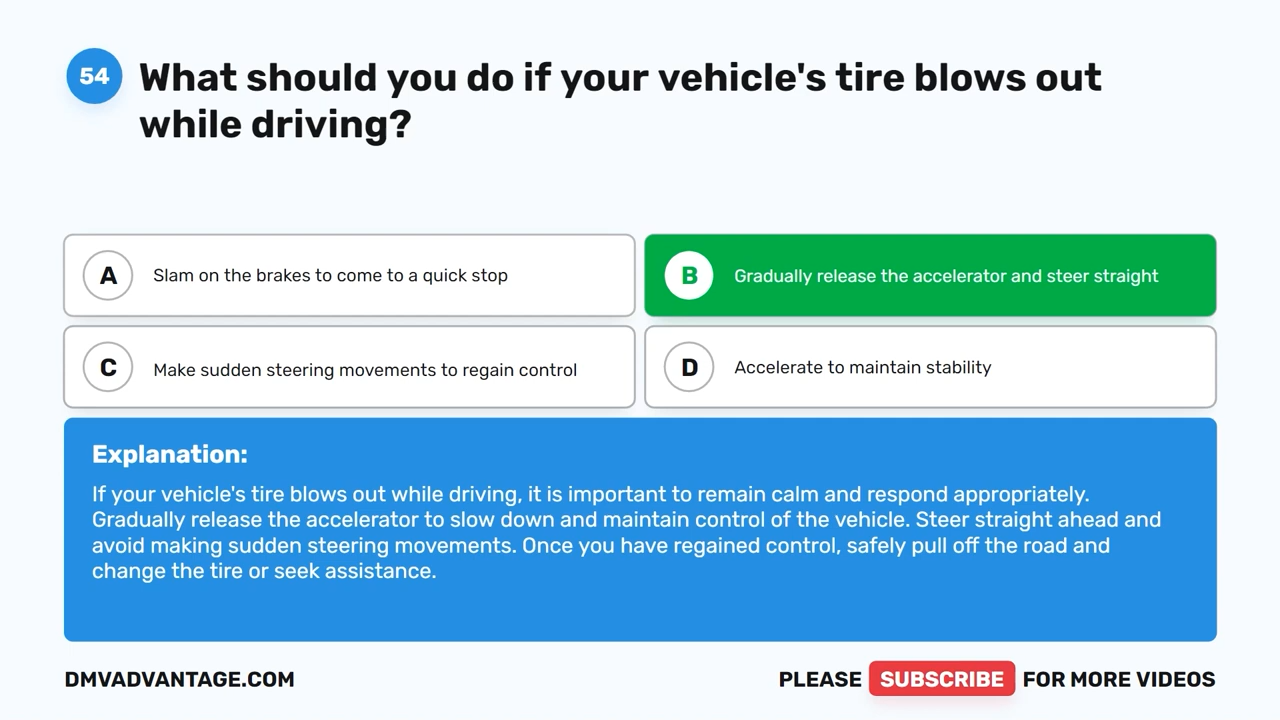 54
What should you do if your vehicle's tire blows out
while driving?
A
Slam on the brakes to come to a quick stop
B
Gradually release the accelerator and steer straight
C
Make sudden steering movements to regain control
D
Accelerate to maintain stability
Explanation:
If your vehicle's tire blows out while driving, it is important to remain calm and respond appropriately.
Gradually release the accelerator to slow down and maintain control of the vehicle. Steer straight ahead and
avoid making sudden steering movements. Once you have regained control, safely pull off the road and
change the tire or seek assistance.
DMVADVANTAGE.COM
PLEASE SUBSCRIBE FOR MORE VIDEOS